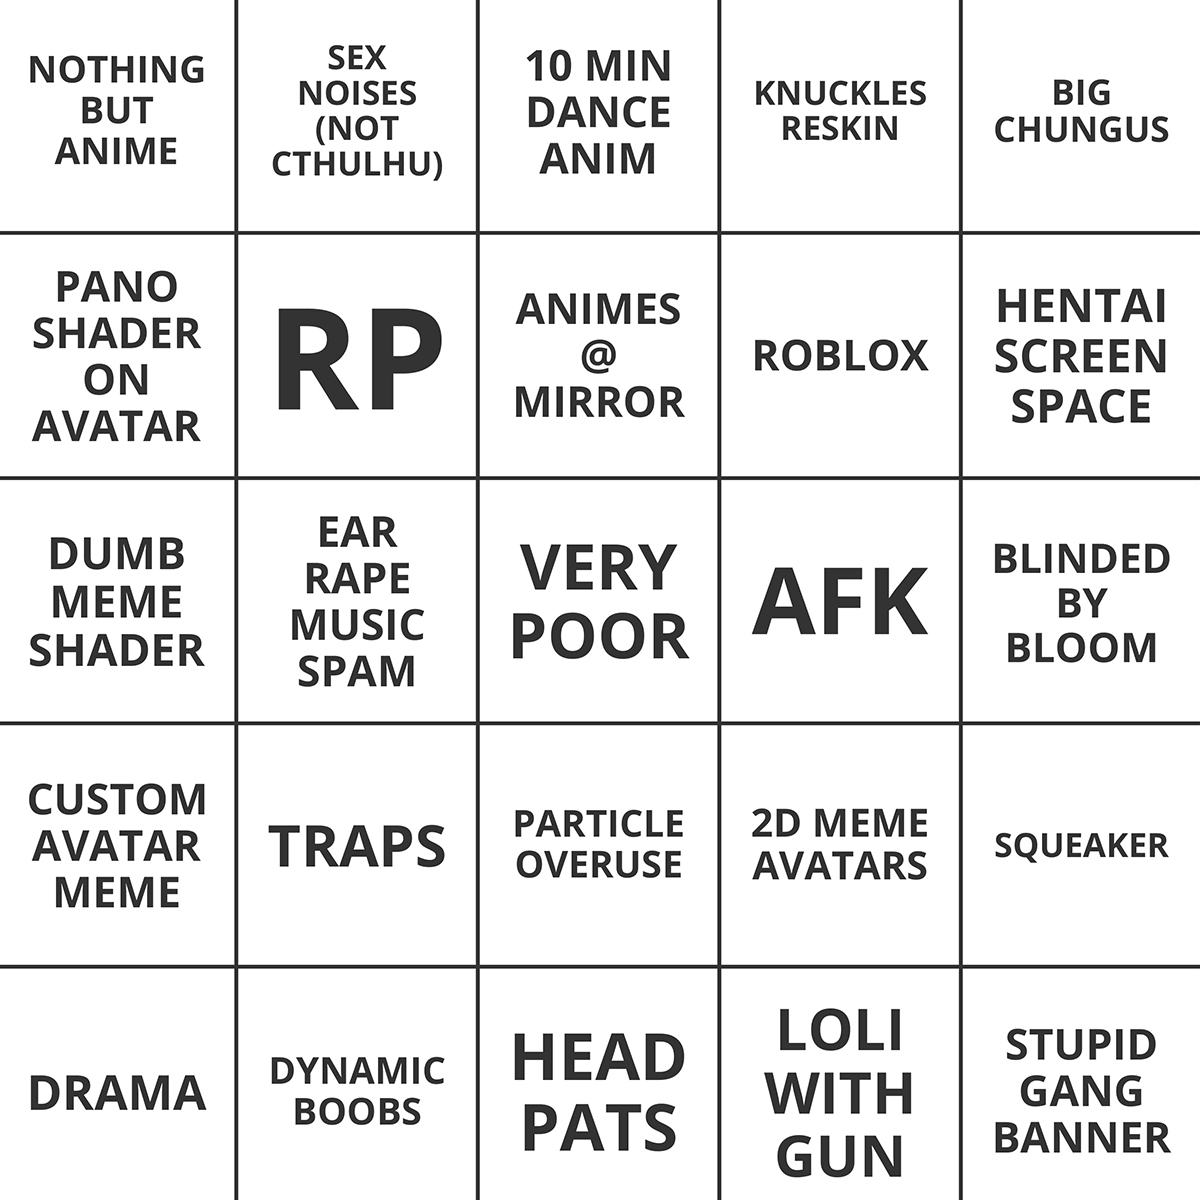 NOTHING
BUT
ANIME
SEX
NOISES
(NOT
CTHULHU)
10 MIN
DANCE
ANIM
KNUCKLES
RESKIN
BIG
CHUNGUS
PANO
SHADER
ON
AVATAR
RP
ANIMES
@
MIRROR
ROBLOX
HENTAI
SCREEN
SPACE
DUMB
MEME
SHADER
EAR
RAPE
MUSIC
SPAM
VERY
POOR
AFK
BLINDED
BY
BLOOM
CUSTOM
AVATAR
MEME
TRAPS
PARTICLE
OVERUSE
2D MEME
AVATARS
SQUEAKER
DRAMA
DYNAMIC
BOOBS
HEAD
PATS
LOLI
WITH
GUN
STUPID
GANG
BANNER